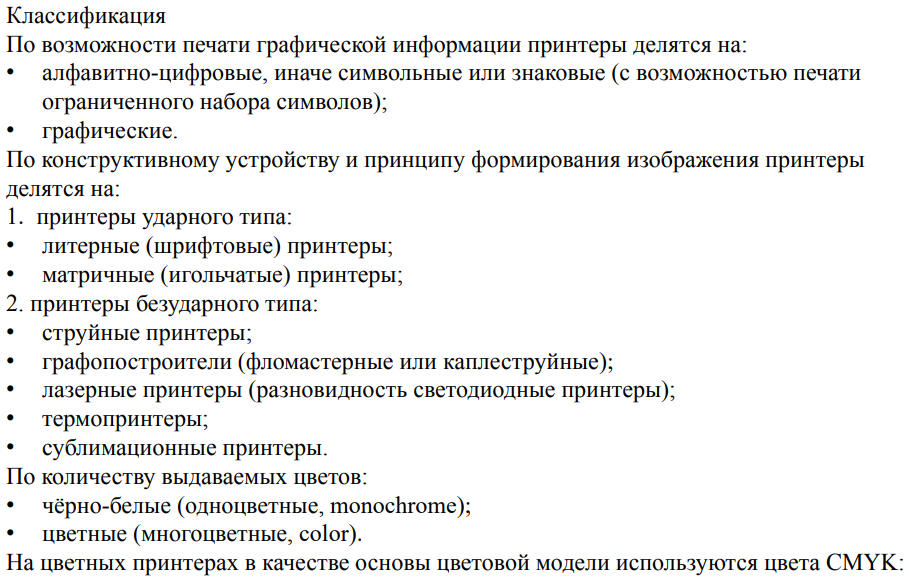 Классификация
По возможности печати графической информации принтеры делятся на:
• алфавитно-цифровые, иначе символьные или знаковые (с возможностью печати
ограниченного набора символов);
• графические.
По конструктивному устройству и принципу формирования изображения принтеры
делятся на:
1. принтеры ударного типа:
• литерные (шрифтовые) принтеры;
• матричные (игольчатые) принтеры;
2. принтеры безударного типа:
• струйные принтеры;
• графопостроители (фломастерные или каплеструйные);
• лазерные принтеры (разновидность светодиодные принтеры);
• термопринтеры;
• сублимационные принтеры.
По количеству выдаваемых цветов:
• чёрно-белые (одноцветные, monochrome);
• цветные (многоцветные, color).
На цветных принтерах в качестве основы цветовой модели используются цвета CMYK: